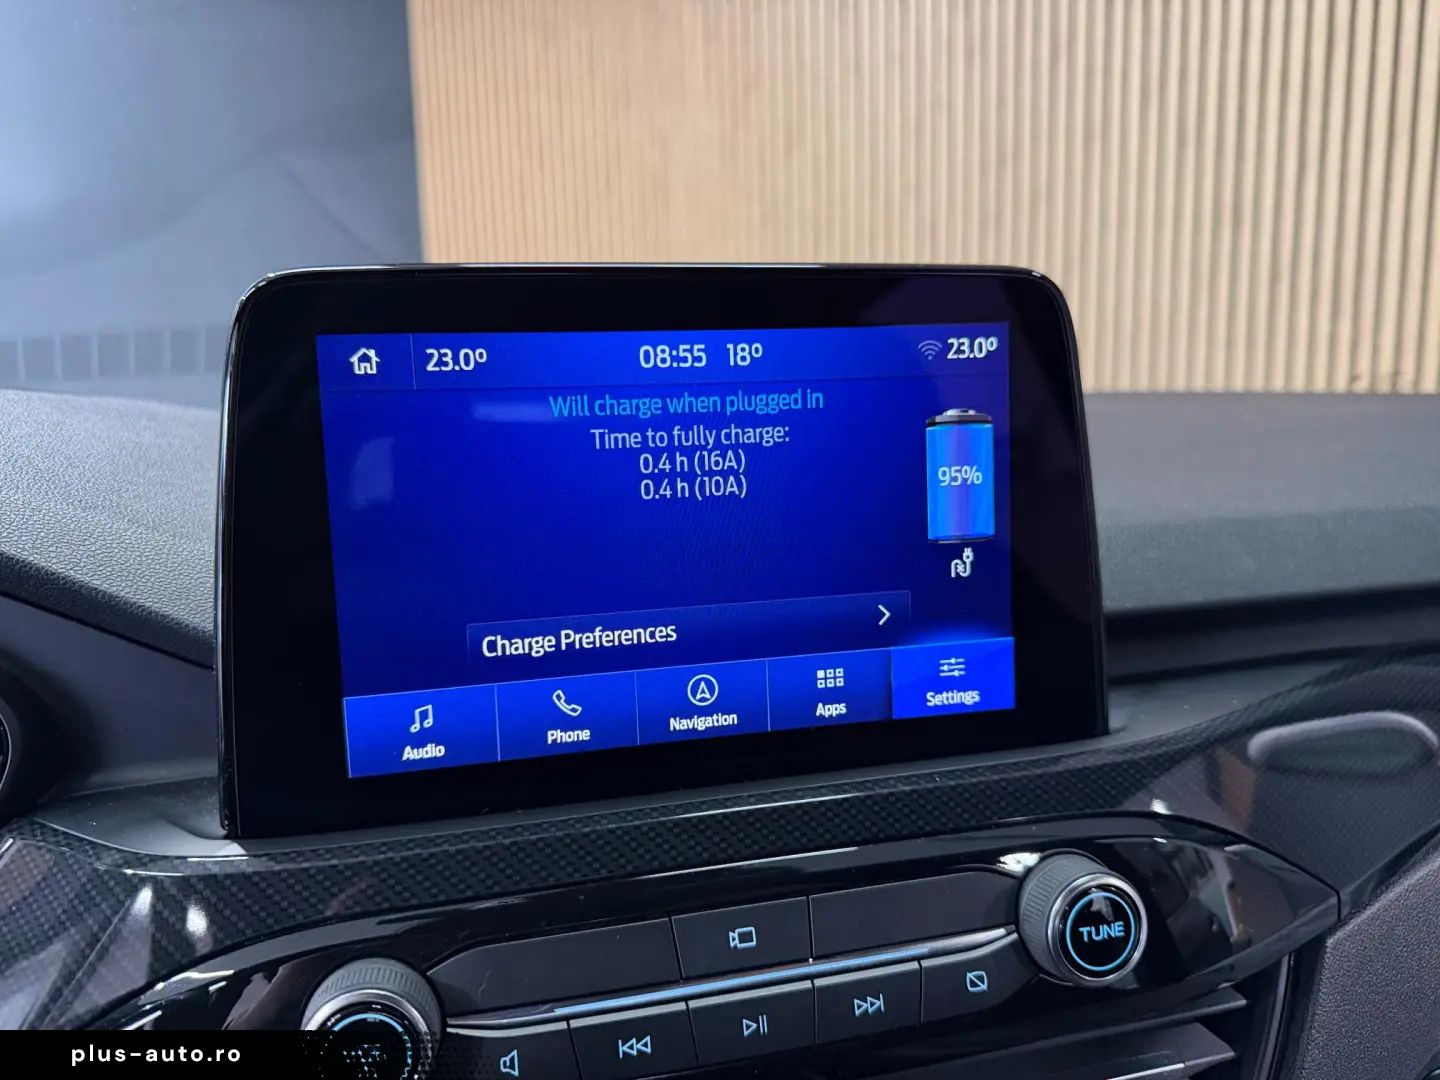 23.0º
08:55 18º
23.0º
Will charge when plugged in
Time to fully charge:
0.4 h (16A)
0.4 h (10A)
95%
Charge Preferences
Audio
Phone
Navigation
Apps
Settings
TUNE
plus-auto.ro